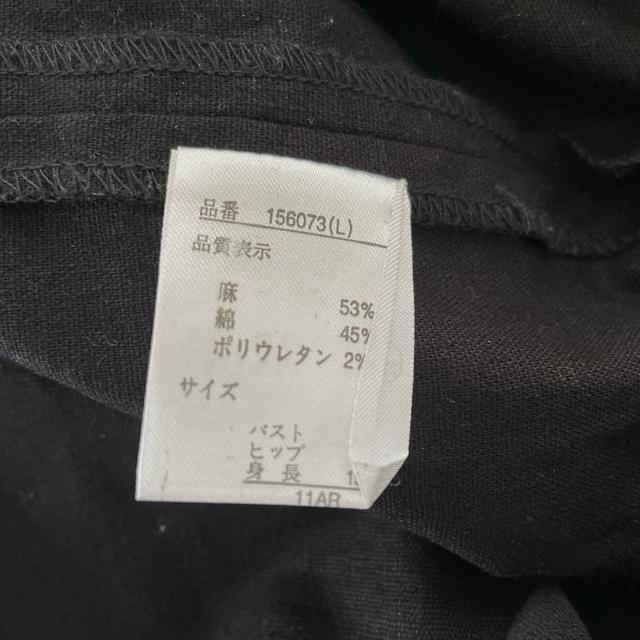 品番 156073(L)
品質表示
麻 53%
綿 45%
ポリウレタン 2%
サイズ
バスト
ヒップ
身長
11AR